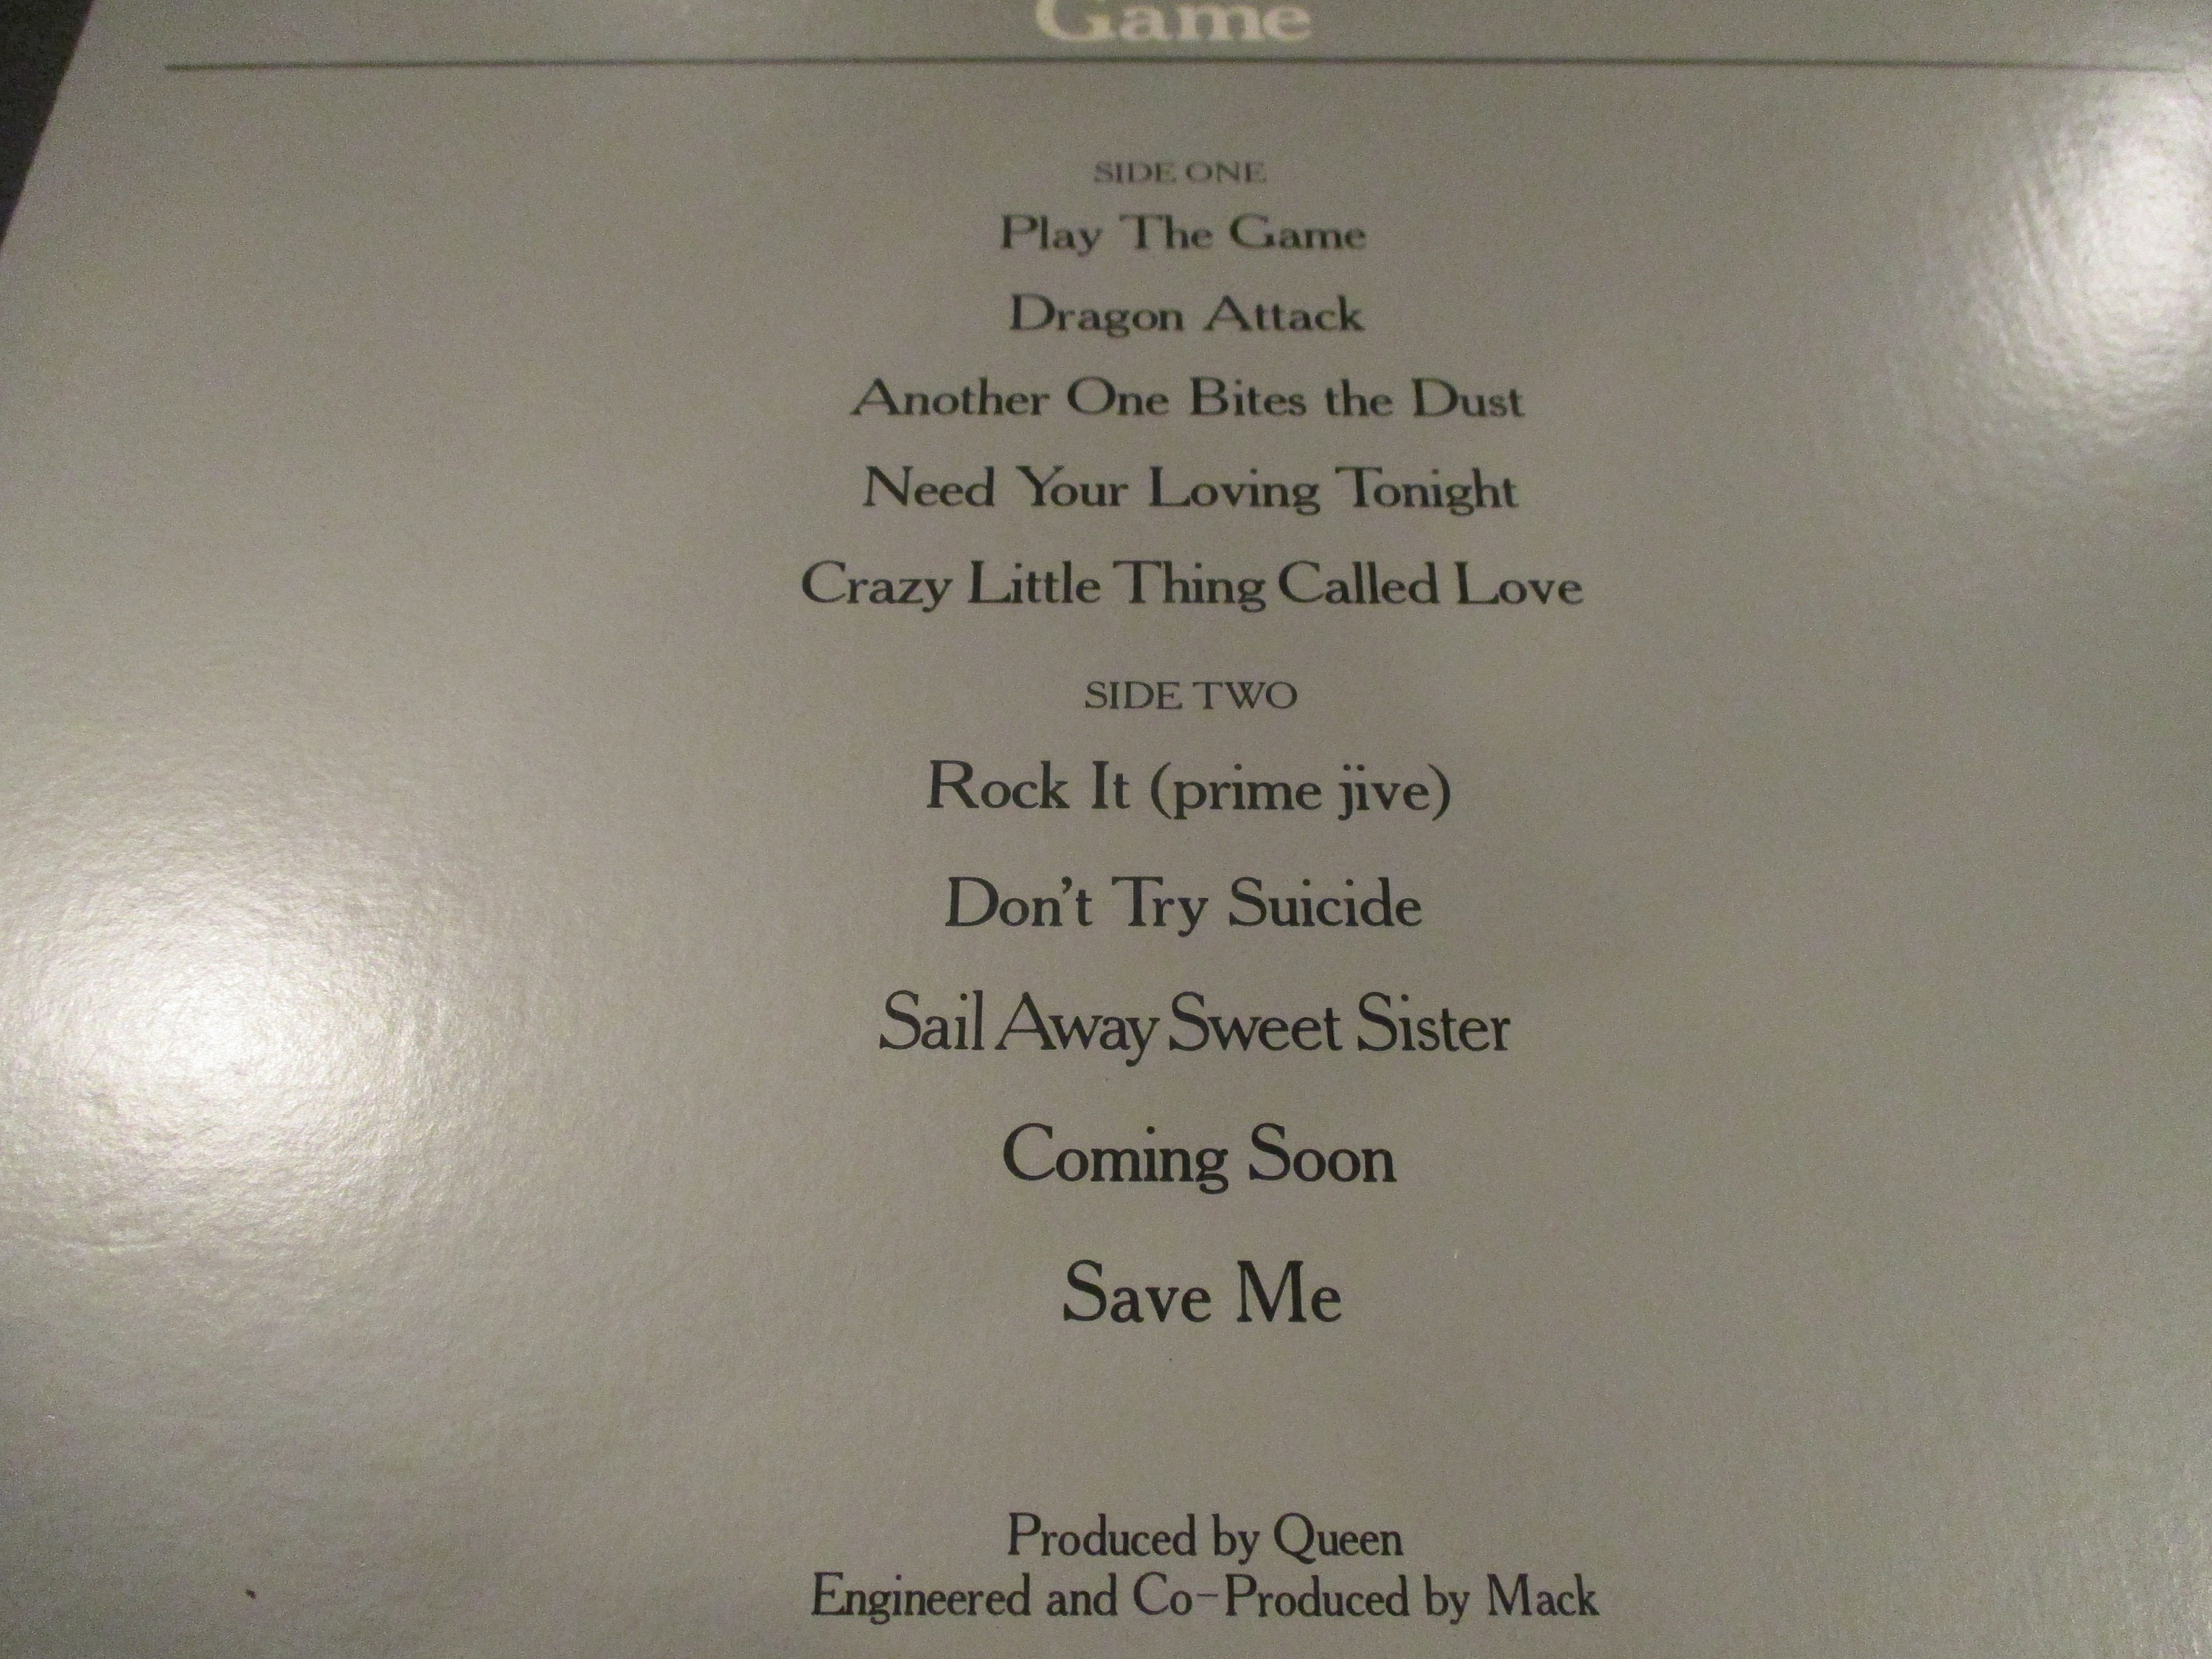 Game
SIDE ONE
Play The Game
Dragon Attack
Another One Bites the Dust
Need Your Loving Tonight
Crazy Little Thing Called Love
SIDE TWO
Rock It (prime jive)
Don't Try Suicide
Sail Away Sweet Sister
Coming Soon
Save Me
Produced by Queen
Engineered and Co-Produced by Mack